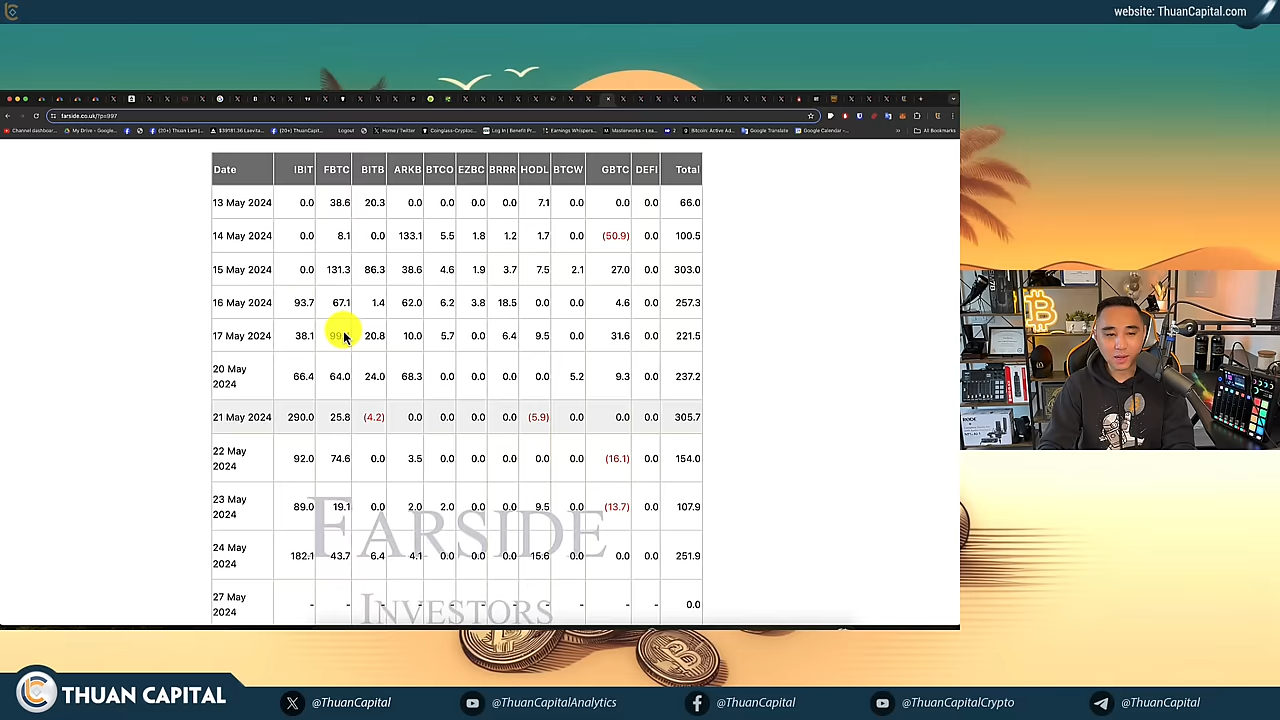 website: ThuanCapital.com
farside.co.uk/?p=997
Logout
Home / Twitter
Google Translate
All Bookmarks
Date IBIT FBTC BITB ARKB BTCO EZBC BRRR HODL BTCW GBTC DEFI Total
13 May 2024 0.0 38.6 20.3 0.0 0.0 0.0 0.0 7.1 0.0 0.0 0.0 66.0
14 May 2024 0.0 8.1 0.0 133.1 5.5 1.8 1.2 1.7 0.0 (50.9) 0.0 100.5
15 May 2024 0.0 131.3 86.3 38.6 4.6 1.9 3.7 7.5 2.1 27.0 0.0 303.0
16 May 2024 93.7 67.1 1.4 62.0 6.2 3.8 18.5 0.0 0.0 4.6 0.0 257.3
17 May 2024 38.1 20.8 10.0 5.7 0.0 6.4 9.5 0.0 31.6 0.0 221.5
20 May
2024 66.4 64.0 24.0 68.3 0.0 0.0 0.0 0.0 5.2 9.3 0.0 237.2
21 May 2024 290.0 25.8 (4.2) 0.0 0.0 0.0 0.0 (5.9) 0.0 0.0 0.0 305.7
22 May
2024 92.0 74.6 0.0 3.5 0.0 0.0 0.0 0.0 0.0 (16.1) 0.0 154.0
23 May
2024 89.0 19.1 0.0 2.0 2.0 0.0 0.0 9.5 0.0 (13.7) 0.0 107.9
24 May
2024 182.1 43.7 6.4 4.1 0.0 0.0 0.0 15.6 0.0 0.0 0.0 251.9
27 May
2024 - - - - - - - - - - - 0.0
FARSIDE
INVESTORS
THUAN CAPITAL
@ThuanCapital
@ThuanCapitalAnalytics
@ThuanCapital
@ThuanCapitalCrypto
@ThuanCapital